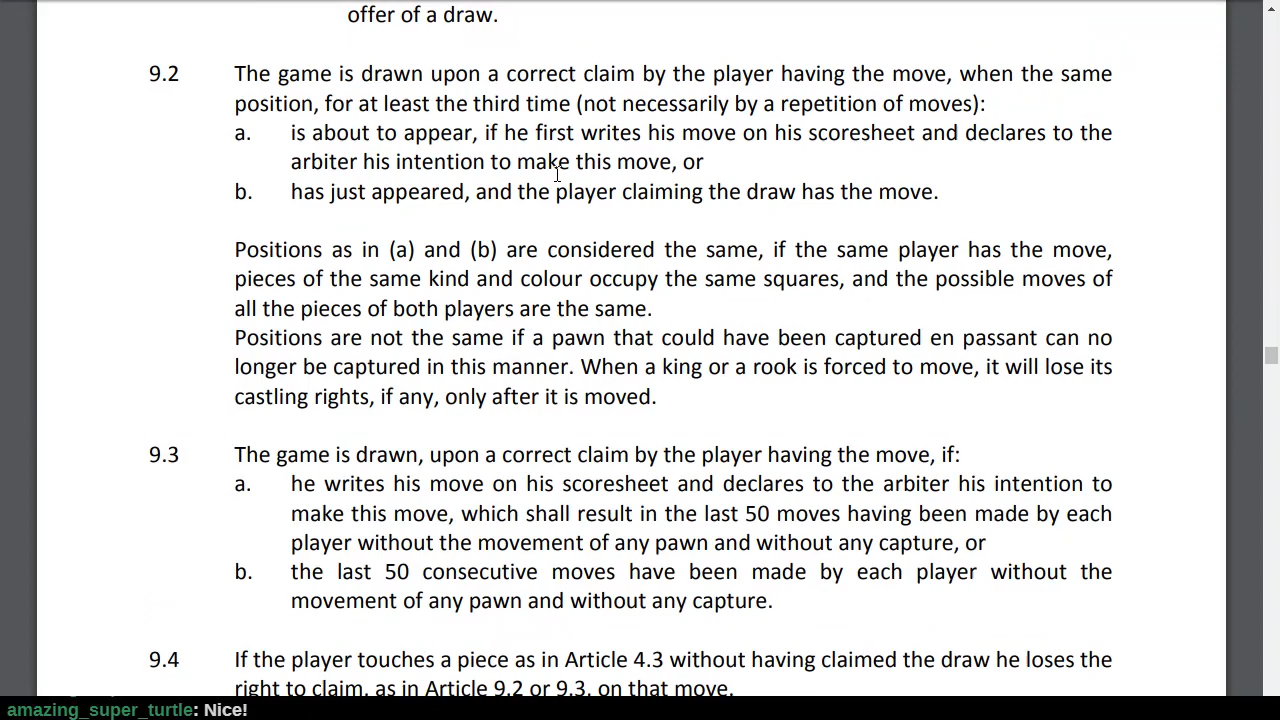 offer of a draw.
9.2 The game is drawn upon a correct claim by the player having the move, when the same
position, for at least the third time (not necessarily by a repetition of moves):
a. is about to appear, if he first writes his move on his scoresheet and declares to the
arbiter his intention to make this move, or
b. has just appeared, and the player claiming the draw has the move.
Positions as in (a) and (b) are considered the same, if the same player has the move,
pieces of the same kind and colour occupy the same squares, and the possible moves of
all the pieces of both players are the same.
Positions are not the same if a pawn that could have been captured en passant can no
longer be captured in this manner. When a king or a rook is forced to move, it will lose its
castling rights, if any, only after it is moved.
9.3 The game is drawn, upon a correct claim by the player having the move, if:
a. he writes his move on his scoresheet and declares to the arbiter his intention to
make this move, which shall result in the last 50 moves having been made by each
player without the movement of any pawn and without any capture, or
b. the last 50 consecutive moves have been made by each player without the
movement of any pawn and without any capture.
9.4 If the player touches a piece as in Article 4.3 without having claimed the draw he loses the
right to claim, as in Article 9.2 or 9.3, on that move.
amazing_super_turtle: Nice!